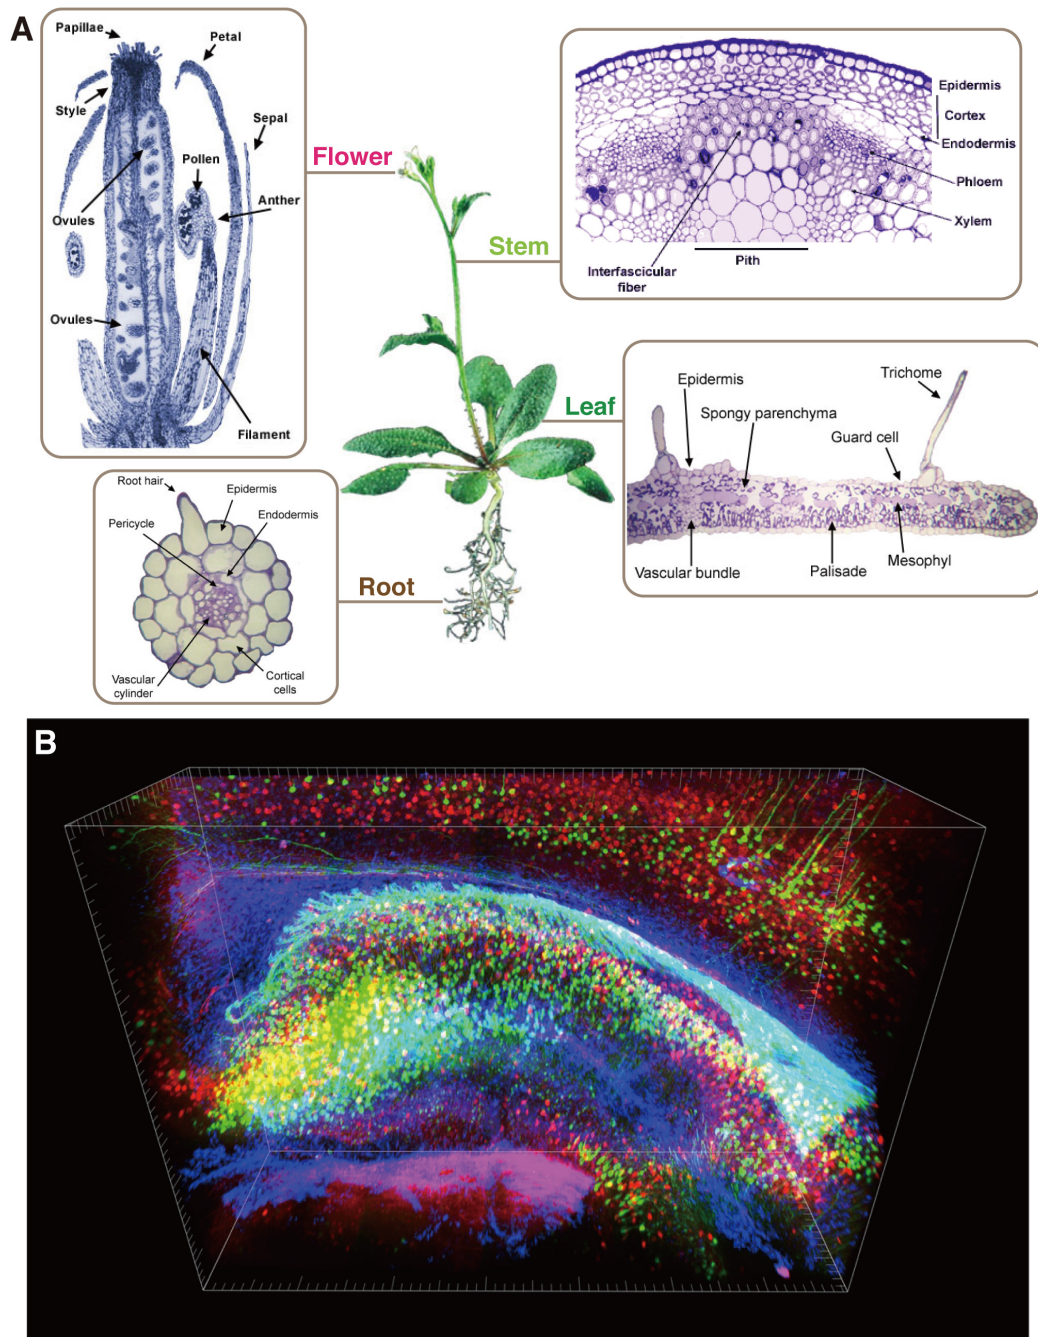 A
Papillae
Petal
Style
Sepal
Pollen
Anther
Ovules
Ovules
Filament
Flower
Stem
Epidermis
Cortex
Endodermis
Phloem
Xylem
Pith
Interfascicular
fiber
Leaf
Trichome
Epidermis
Spongy parenchyma
Guard cell
Vascular bundle
Palisade
Mesophyl
Root hair
Epidermis
Endodermis
Pericycle
Vascular
cylinder
Cortical
cells
Root
B